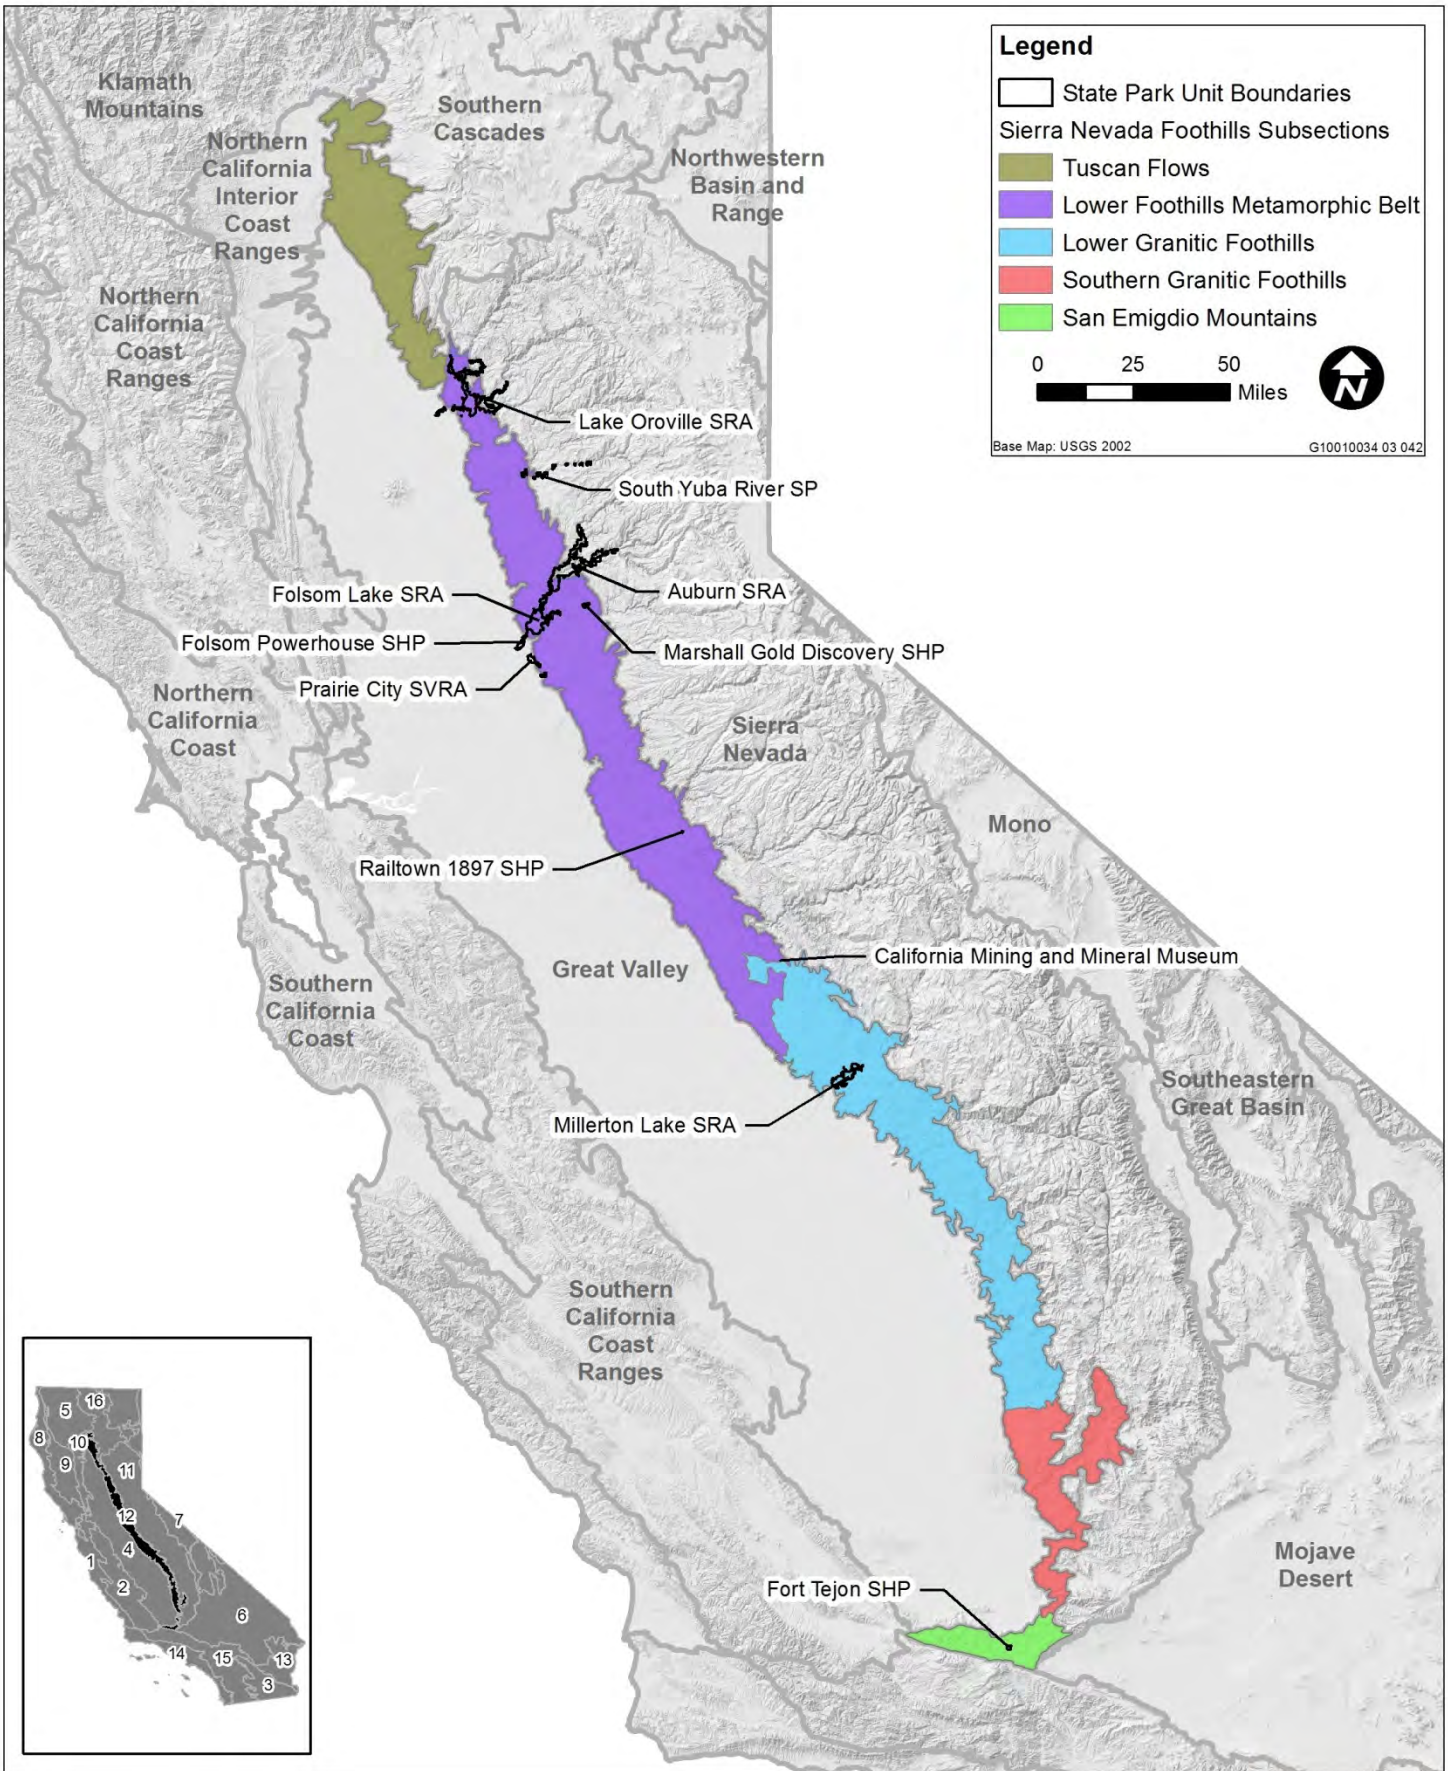 Legend
State Park Unit Boundaries
Sierra Nevada Foothills Subsections
Tuscan Flows
Lower Foothills Metamorphic Belt
Lower Granitic Foothills
Southern Granitic Foothills
San Emigdio Mountains
0 25 50
Miles
N
Base Map: USGS 2002 G10010034 03 042
Klamath
Mountains
Southern
Cascades
Northern
California
Interior
Coast
Ranges
Northwestern
Basin and
Range
Northern
California
Coast
Ranges
Lake Oroville SRA
South Yuba River SP
Folsom Lake SRA
Auburn SRA
Folsom Powerhouse SHP
Marshall Gold Discovery SHP
Prairie City SVRA
Northern
California
Coast
Sierra
Nevada
Mono
Railtown 1897 SHP
California Mining and Mineral Museum
Great Valley
Southern
California
Coast
Southeastern
Great Basin
Millerton Lake SRA
Southern
California
Coast
Ranges
Mojave
Desert
Fort Tejon SHP
16
5
8
10
9
11
12
7
4
1
2
6
14
15
13
3